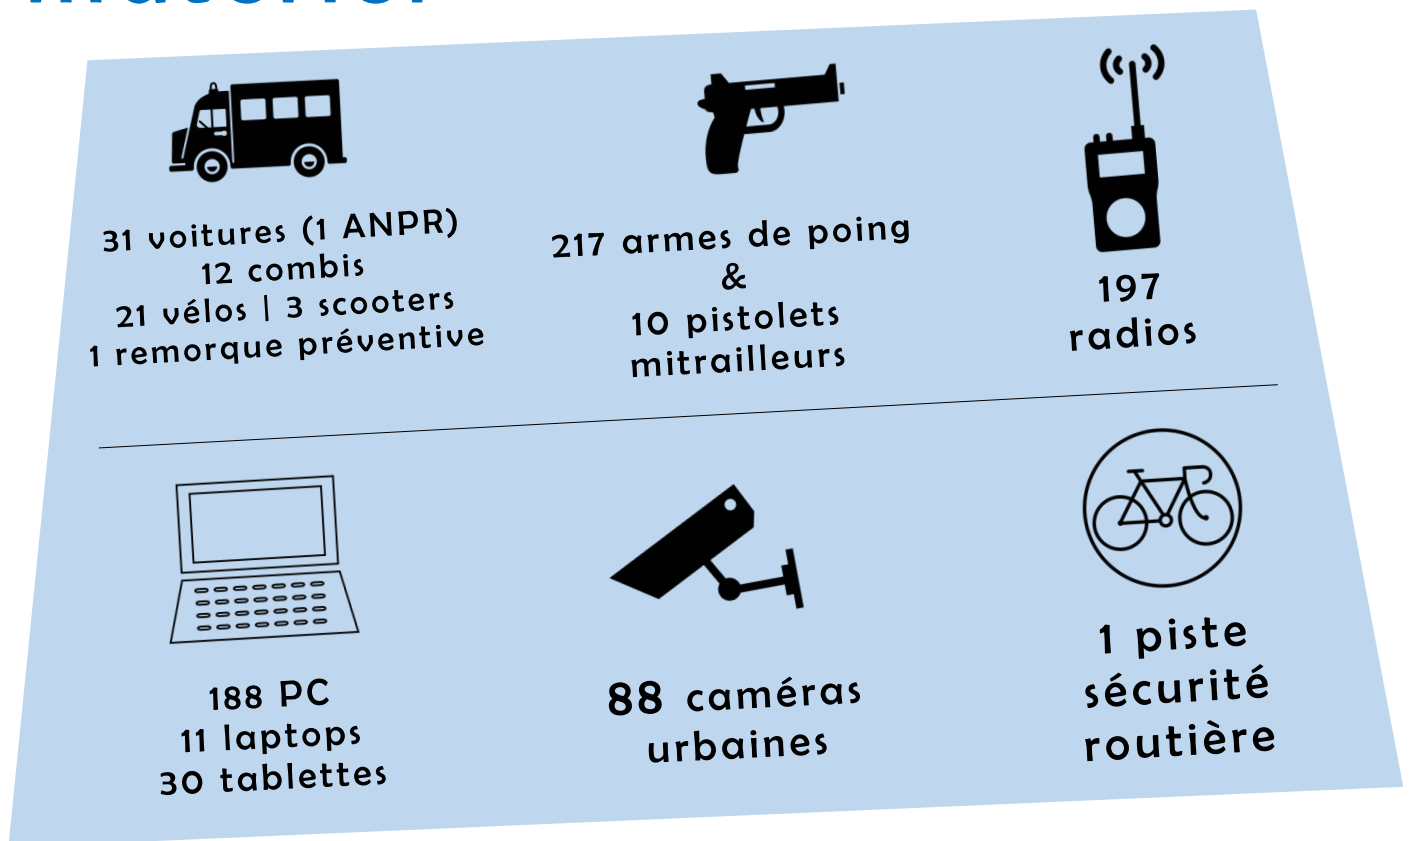 matériel
31 voitures (1 ANPR)
12 combis
21 vélos | 3 scooters
1 remorque préventive
217 armes de poing
&
10 pistolets
mitrailleurs
197
radios
188 PC
11 laptops
30 tablettes
88 caméras
urbaines
1 piste
sécurité
routière